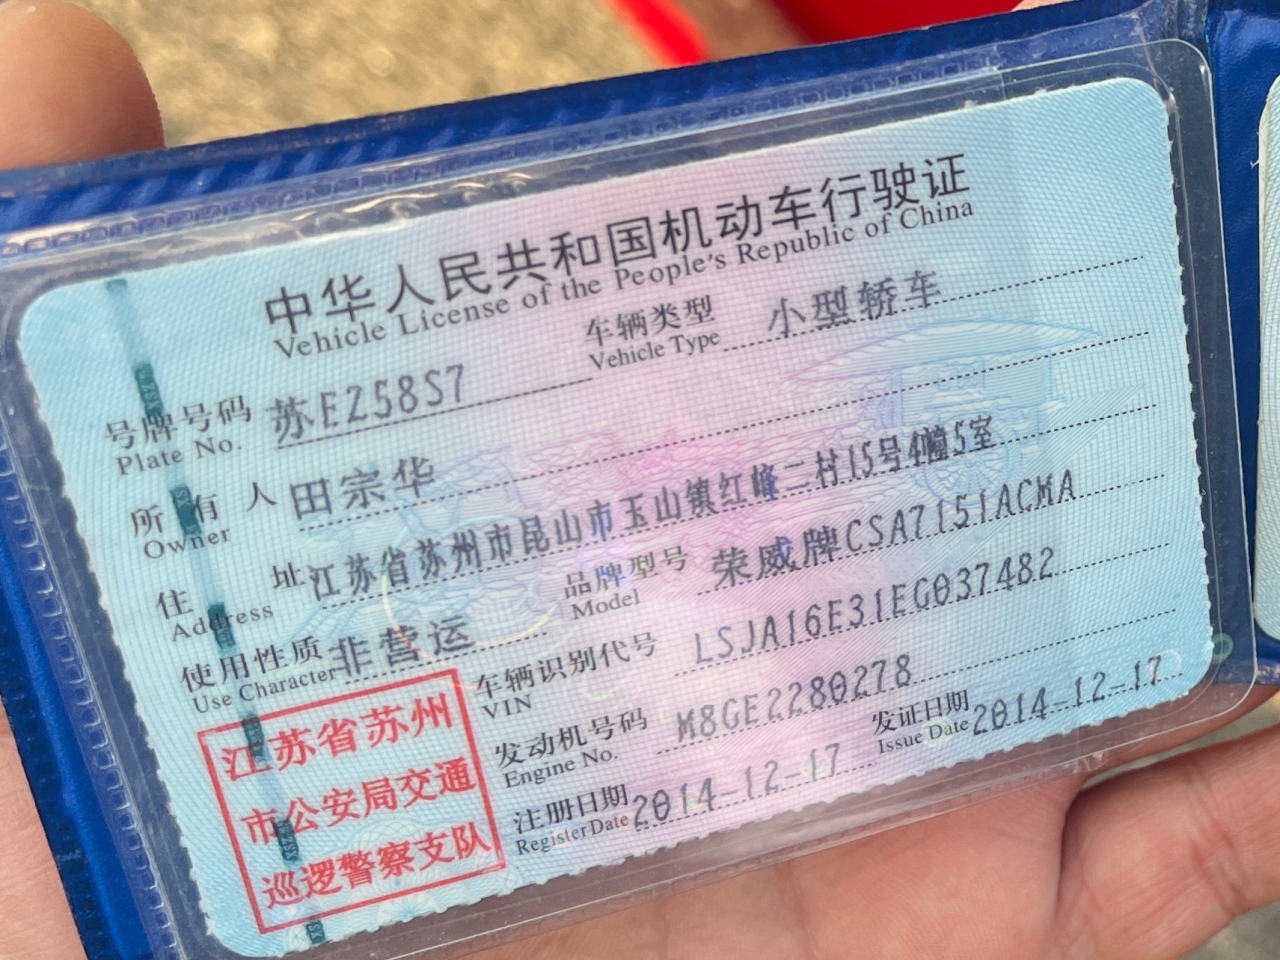 中华人民共和国机动车行驶证
Vehicle License of the People's Republic of China
号牌号码 苏EZ58S7 车辆类型 小型轿车
Plate No. Vehicle Type
所有人 田宗华
Owner
住址 江苏省苏州市昆山市玉山镇红峰二村15号4幢5室
Address
使用性质 非营运 品牌型号 荣威牌CSA7151ACMA
Use Character Model
车辆识别代号 LSJA16E31EG037482
VIN
发动机号码 M8GE2280278
Engine No.
注册日期 2014-12-17 发证日期 2014-12-17
Register Date Issue Date
江苏省苏州
市公安局交通
巡逻警察支队